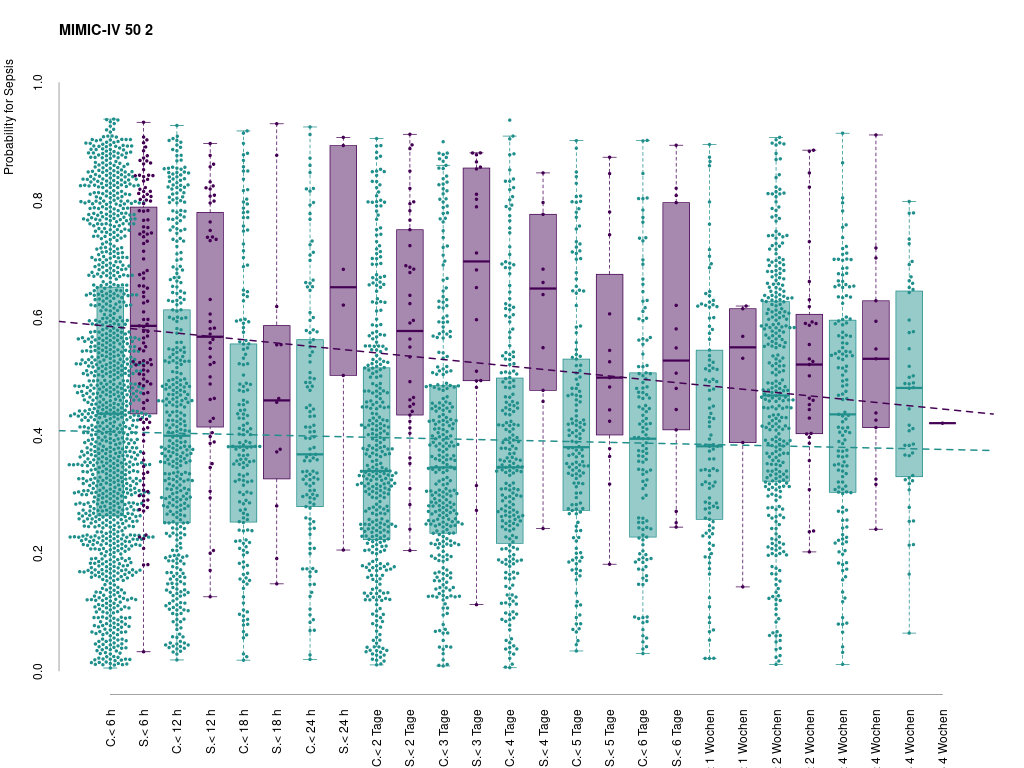 MIMIC-IV 50 2
Probability for Sepsis
1.0
0.8
0.6
0.4
0.2
0.0
C.< 6 h
S.< 6 h
C.< 12 h
S.< 12 h
C.< 18 h
S.< 18 h
C.< 24 h
S.< 24 h
C.< 2 Tage
S.< 2 Tage
C.< 3 Tage
S.< 3 Tage
C.< 4 Tage
S.< 4 Tage
C.< 5 Tage
S.< 5 Tage
C.< 6 Tage
S.< 6 Tage
1 Wochen
1 Wochen
2 Wochen
2 Wochen
4 Wochen
4 Wochen
4 Wochen
4 Wochen